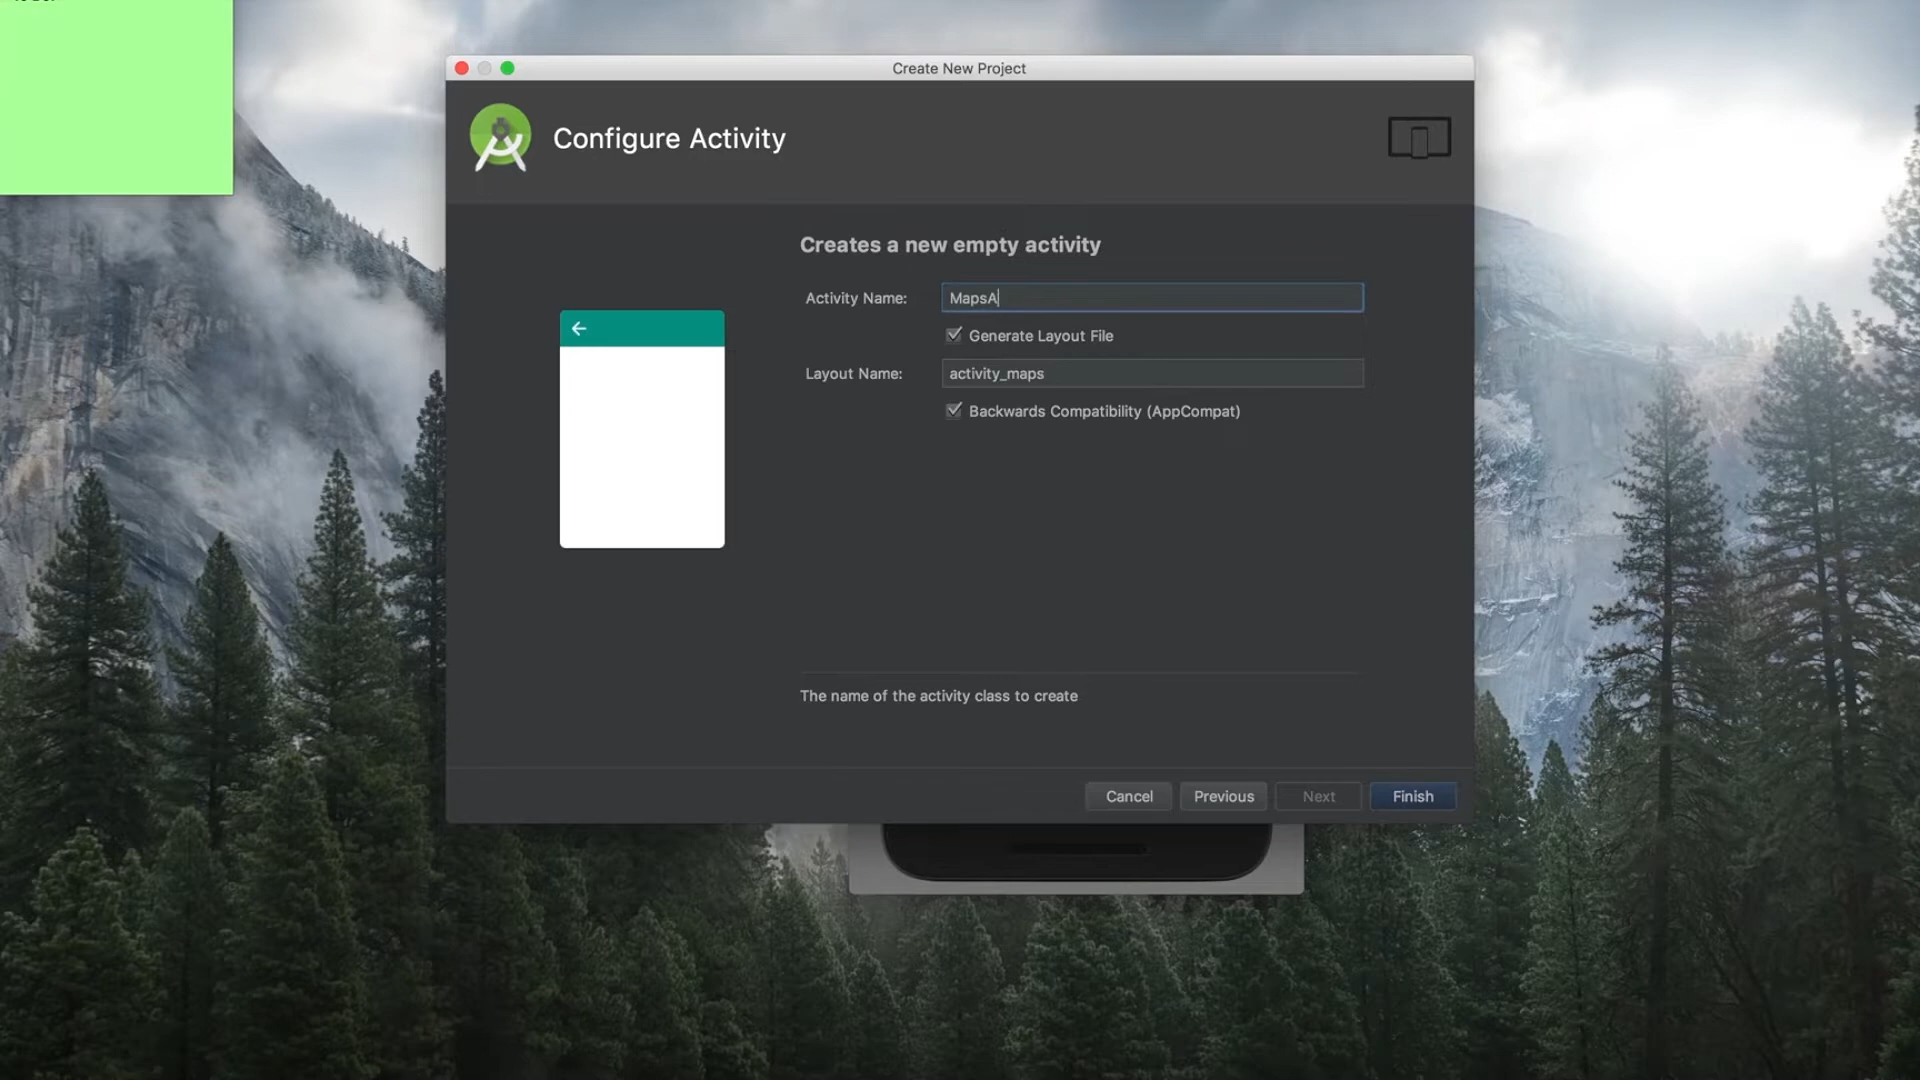 Create New Project
Configure Activity
Creates a new empty activity
Activity Name: MapsA
Generate Layout File
Layout Name: activity_maps
Backwards Compatibility (AppCompat)
The name of the activity class to create
Cancel Previous Next Finish